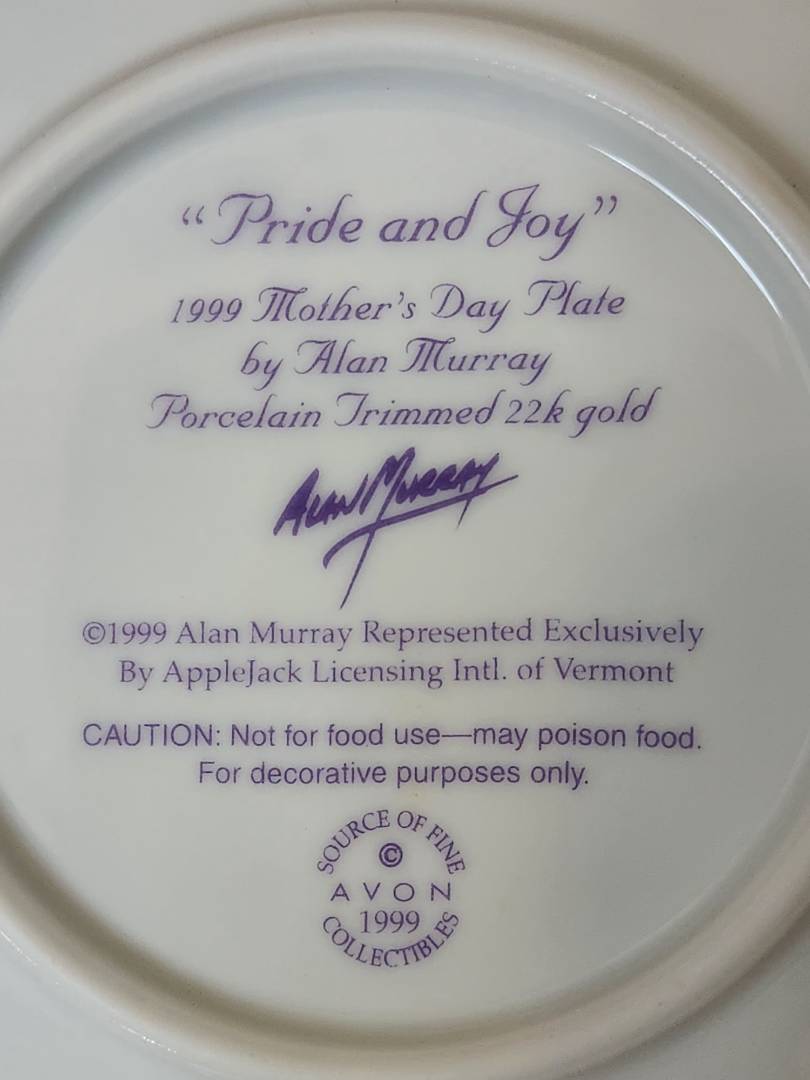 “Pride and Joy”
1999 Mother's Day Plate
by Alan Murray
Porcelain Trimmed 22k gold
ALAN MURRAY
©1999 Alan Murray Represented Exclusively
By AppleJack Licensing Intl. of Vermont
CAUTION: Not for food use—may poison food.
For decorative purposes only.
SOURCE OF FINE
©
AVON
1999
COLLECTIBLES